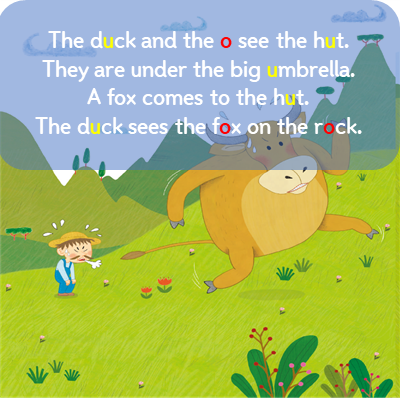 The duck and the o see the hut.
They are under the big umbrella.
A fox comes to the hut.
The duck sees the fox on the rock.